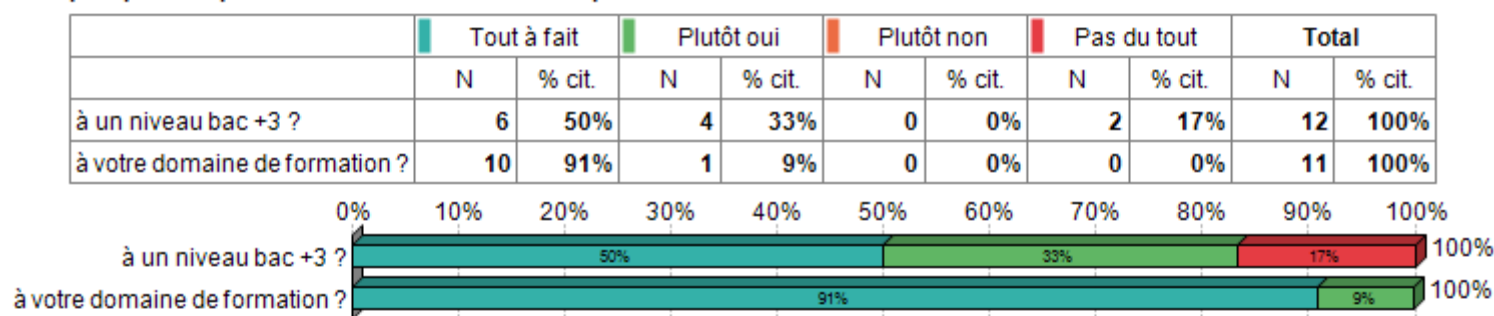 Tout à fait Plutôt oui Plutôt non Pas du tout Total
N % cit. N % cit. N % cit. N % cit. N % cit.
à un niveau bac +3 ? 6 50% 4 33% 0 0% 2 17% 12 100%
à votre domaine de formation ? 10 91% 1 9% 0 0% 0 0% 11 100%
0% 10% 20% 30% 40% 50% 60% 70% 80% 90% 100%
à un niveau bac +3 ? 50% 33% 17% 100%
à votre domaine de formation ? 91% 9% 100%